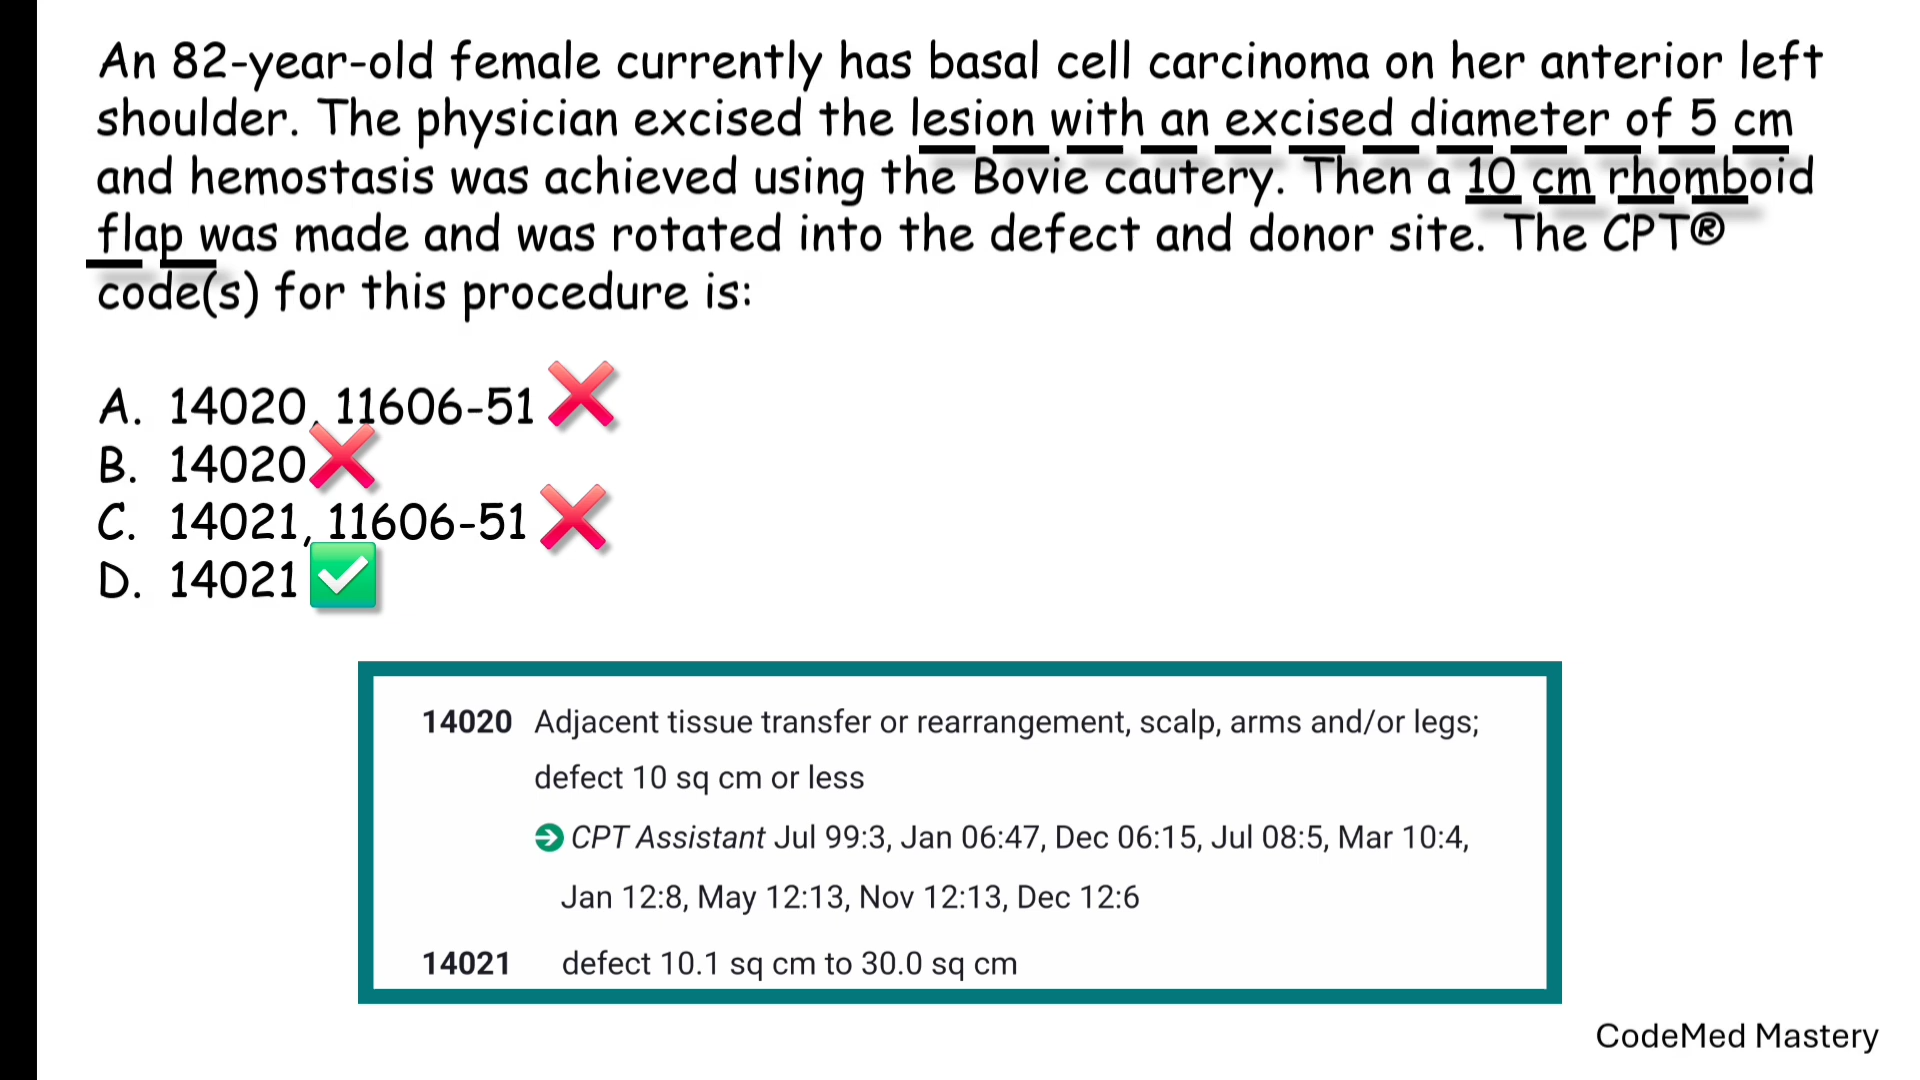 An 82-year-old female currently has basal cell carcinoma on her anterior left
shoulder. The physician excised the lesion with an excised diameter of 5 cm
and hemostasis was achieved using the Bovie cautery. Then a 10 cm rhomboid
flap was made and was rotated into the defect and donor site. The CPT®
code(s) for this procedure is:
A. 14020, 11606-51
B. 14020
C. 14021, 11606-51
D. 14021
14020 Adjacent tissue transfer or rearrangement, scalp, arms and/or legs;
defect 10 sq cm or less
CPT Assistant Jul 99:3, Jan 06:47, Dec 06:15, Jul 08:5, Mar 10:4,
Jan 12:8, May 12:13, Nov 12:13, Dec 12:6
14021 defect 10.1 sq cm to 30.0 sq cm
CodeMed Mastery